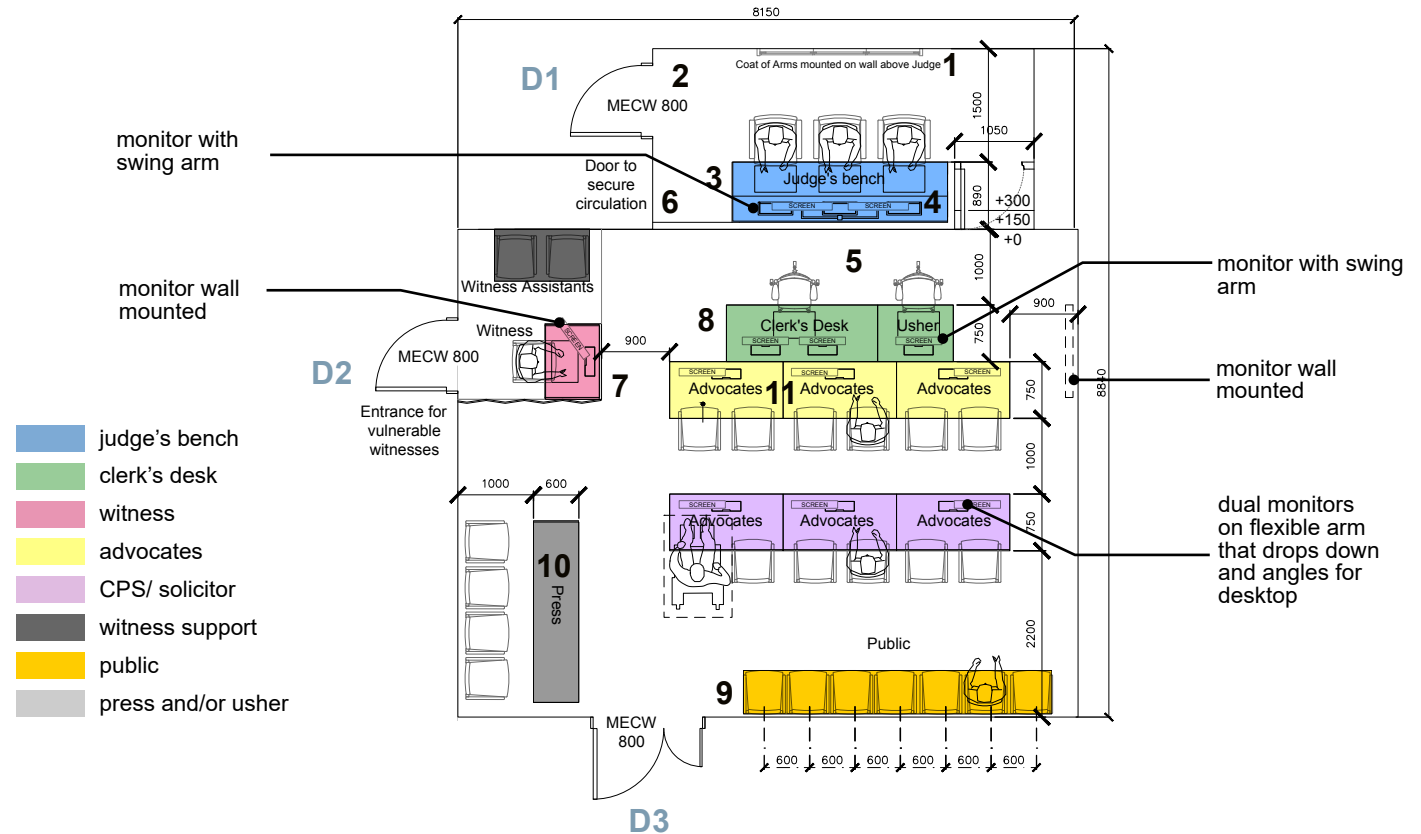 8150
D1
2
Coat of Arms mounted on wall above Judge
1
MECW 800
1500
1050
monitor with
swing arm
Door to
secure
circulation
3
Judge's bench
6
SCREEN
SCREEN
4
890
+300
+150
+0
5
1000
monitor with swing
arm
Witness Assistants
monitor wall
mounted
Witness
SCREEN
8
Clerk's Desk
Usher
SCREEN
SCREEN
SCREEN
750
900
MECW 800
D2
900
7
SCREEN
SCREEN
SCREEN
Advocates
11
Advocates
Advocates
750
8840
monitor wall
mounted
Entrance for
vulnerable
witnesses
judge's bench
clerk's desk
witness
advocates
CPS/ solicitor
witness support
public
press and/or usher
1000
1000
600
SCREEN
SCREEN
SCREEN
Advocates
Advocates
Advocates
750
dual monitors
on flexible arm
that drops down
and angles for
desktop
10
Press
2200
Public
9
MECW
800
600
600
600
600
600
600
D3